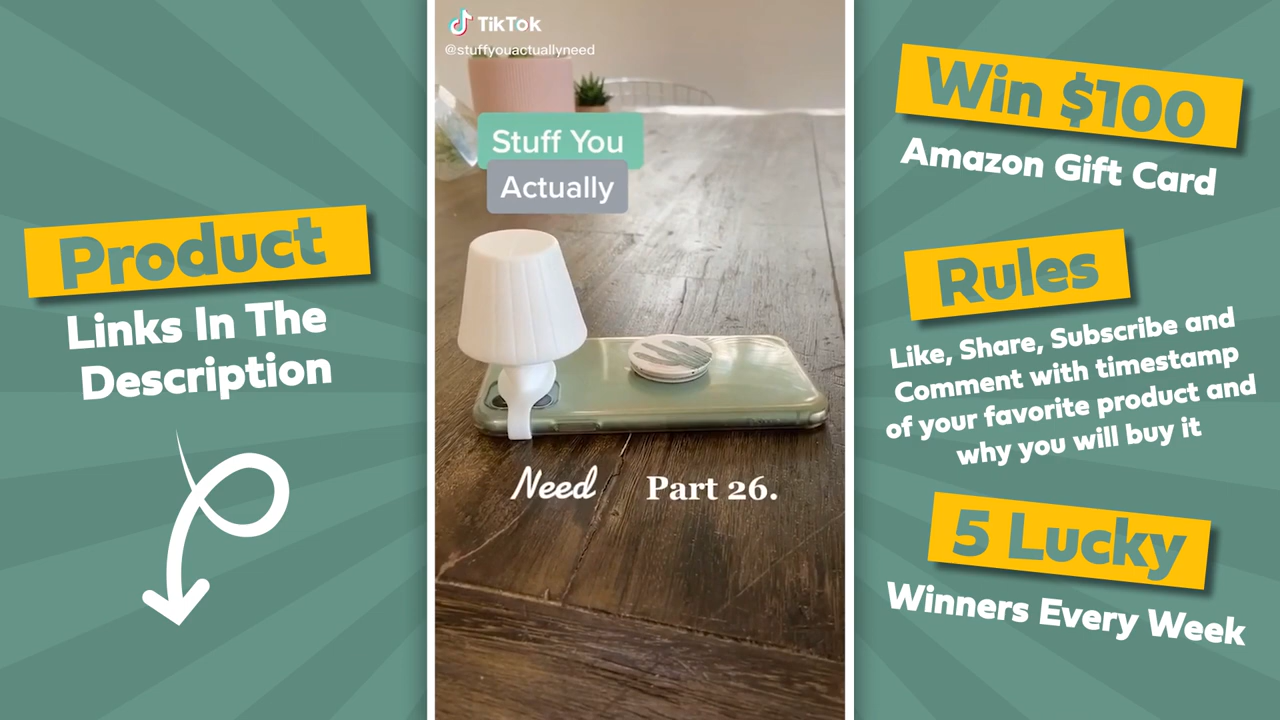 Product
Links In The
Description
TikTok
@stuffyouactuallyneed
Stuff You
Actually
Need Part 26.
Win $100
Amazon Gift Card
Rules
Like, Share, Subscribe and
Comment with timestamp
of your favorite product and
why you will buy it
5 Lucky
Winners Every Week